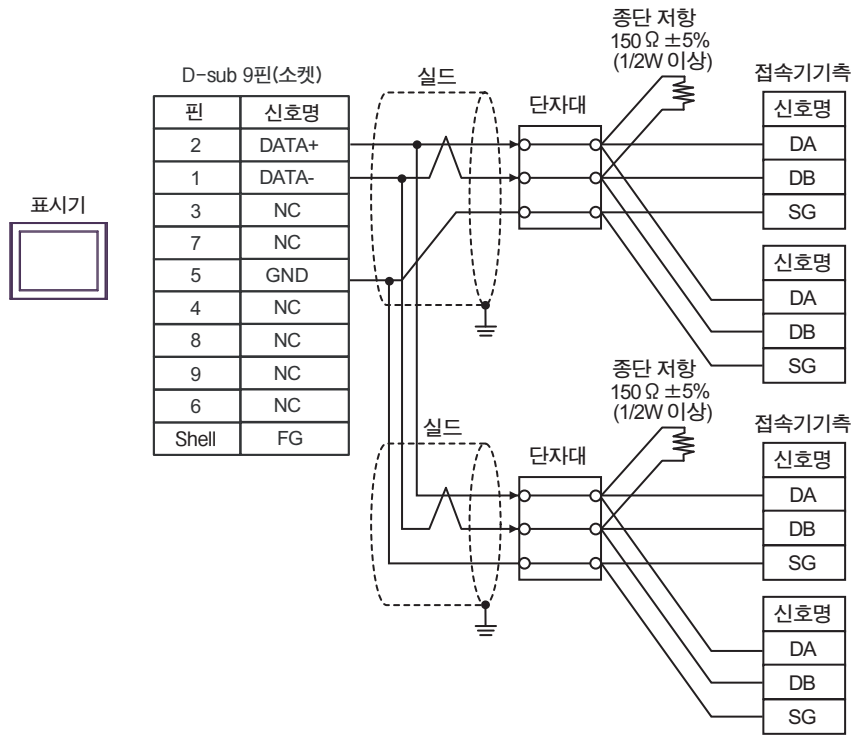 표시기
D-sub 9핀(소켓)
핀 신호명
2 DATA+
1 DATA-
3 NC
7 NC
5 GND
4 NC
8 NC
9 NC
6 NC
Shell FG
실드
단자대
종단 저항
150 Ω ±5%
(1/2W 이상)
접속기기측
신호명
DA
DB
SG
신호명
DA
DB
SG
실드
단자대
종단 저항
150 Ω ±5%
(1/2W 이상)
접속기기측
신호명
DA
DB
SG
신호명
DA
DB
SG